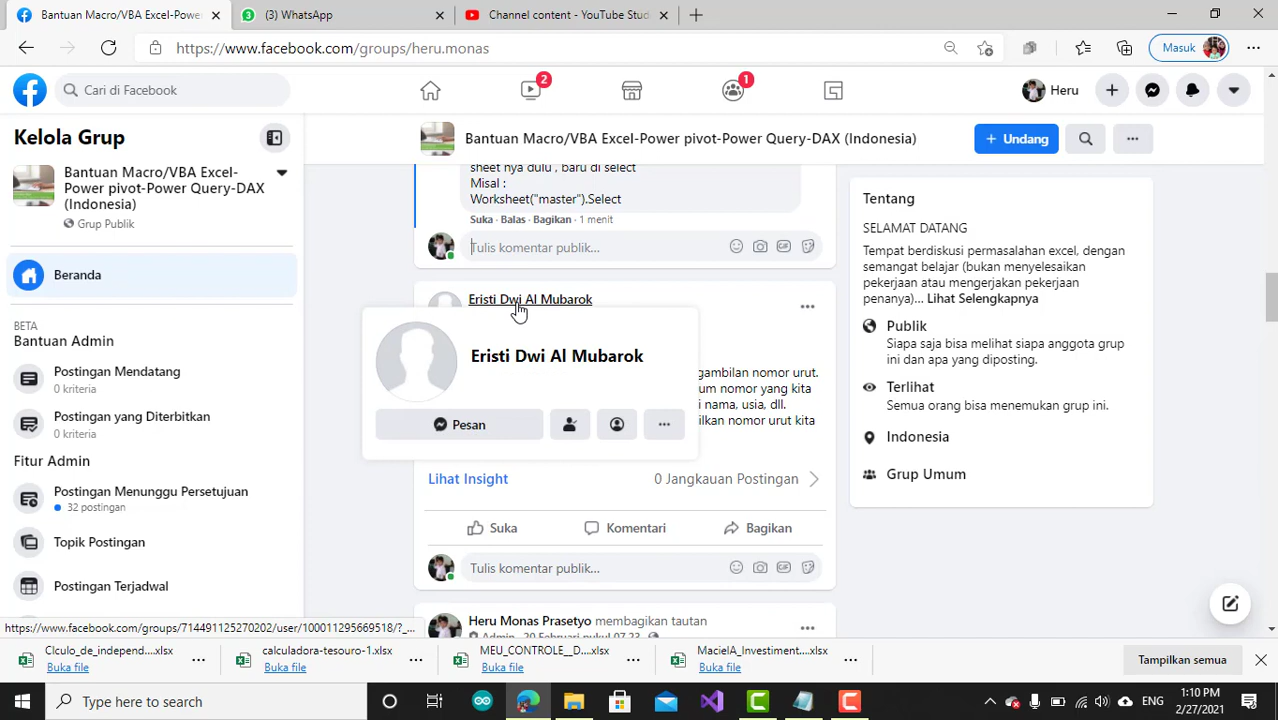 Bantuan Macro/VBA Excel-Power
(3) WhatsApp
Channel content - YouTube Stud
https://www.facebook.com/groups/heru.monas
Masuk
Cari di Facebook
2
1
Heru
Kelola Grup
Bantuan Macro/VBA Excel-
Power pivot-Power Query-DAX
(Indonesia)
Grup Publik
Beranda
BETA
Bantuan Admin
Postingan Mendatang
0 kriteria
Postingan yang Diterbitkan
0 kriteria
Fitur Admin
Postingan Menunggu Persetujuan
32 postingan
Topik Postingan
Postingan Terjadwal
Bantuan Macro/VBA Excel-Power pivot-Power Query-DAX (Indonesia)
+ Undang
sheet nya dulu , baru di select
Misal :
Worksheet("master").Select
Suka · Balas · Bagikan · 1 menit
Tulis komentar publik...
Eristi Dwi Al Mubarok
Eristi Dwi Al Mubarok
Pesan
gambilan nomor urut.
um nomor yang kita
i nama, usia, dll.
ilkan nomor urut kita
Lihat Insight
0 Jangkauan Postingan
Suka
Komentari
Bagikan
Tulis komentar publik...
Heru Monas Prasetyo membagikan tautan
Admin · 20 Februari pukul 07.23
Tentang
SELAMAT DATANG
Tempat berdiskusi permasalahan excel, dengan
semangat belajar (bukan menyelesaikan
pekerjaan atau mengerjakan pekerjaan
penanya)... Lihat Selengkapnya
Publik
Siapa saja bisa melihat siapa anggota grup
ini dan apa yang diposting.
Terlihat
Semua orang bisa menemukan grup ini.
Indonesia
Grup Umum
https://www.facebook.com/groups/714491125270202/user/100011295669518/?_...
Clculo_de_independ....xlsx
Buka file
calculadora-tesouro-1.xlsx
Buka file
MEU_CONTROLE__D....xlsx
Buka file
MacielA_Investiment....xlsx
Buka file
Tampilkan semua
Type here to search
ENG
1:10 PM
2/27/2021